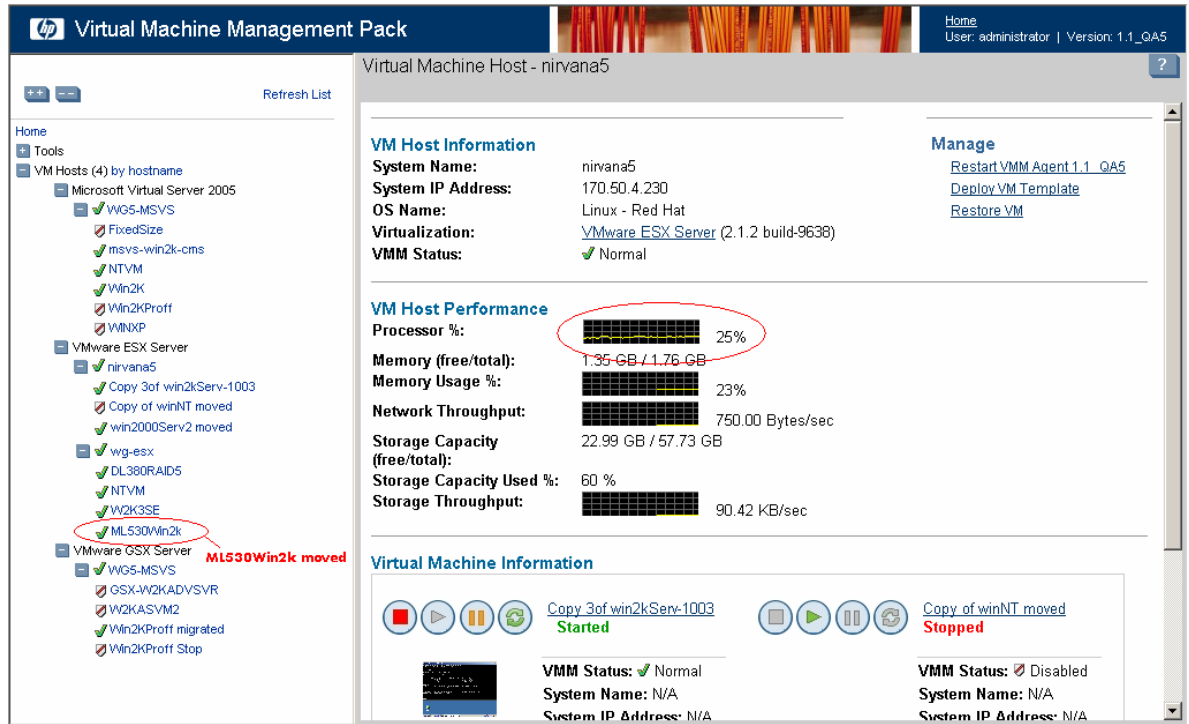 hp Virtual Machine Management Pack
Home
User: administrator | Version: 1.1_QA5
++ -- Refresh List
Home
+ Tools
- VM Hosts (4) by hostname
- Microsoft Virtual Server 2005
- WG5-MSVS
FixedSize
msvs-win2k-cms
NTVM
Win2K
Win2KProff
WINXP
- VMware ESX Server
- nirvana5
Copy 3of win2kServ-1003
Copy of winNT moved
win2000Serv2 moved
- wg-esx
DL380RAID5
NTVM
W2K3SE
ML530Win2k
ML530Win2k moved
- VMware GSX Server
- WG5-MSVS
GSX-W2KADVSVR
W2KASVM2
Win2KProff migrated
Win2KProff Stop
Virtual Machine Host - nirvana5 ?
VM Host Information
System Name: nirvana5
System IP Address: 170.50.4.230
OS Name: Linux - Red Hat
Virtualization: VMware ESX Server (2.1.2 build-9638)
VMM Status: Normal
Manage
Restart VMM Agent 1.1_QA5
Deploy VM Template
Restore VM
VM Host Performance
Processor %: 25%
Memory (free/total): 1.35 GB / 1.76 GB
Memory Usage %: 23%
Network Throughput: 750.00 Bytes/sec
Storage Capacity 22.99 GB / 57.73 GB
(free/total):
Storage Capacity Used %: 60 %
Storage Throughput: 90.42 KB/sec
Virtual Machine Information
Copy 3of win2kServ-1003
Started
VMM Status: Normal
System Name: N/A
System IP Address: N/A
Copy of winNT moved
Stopped
VMM Status: Disabled
System Name: N/A
System IP Address: N/A